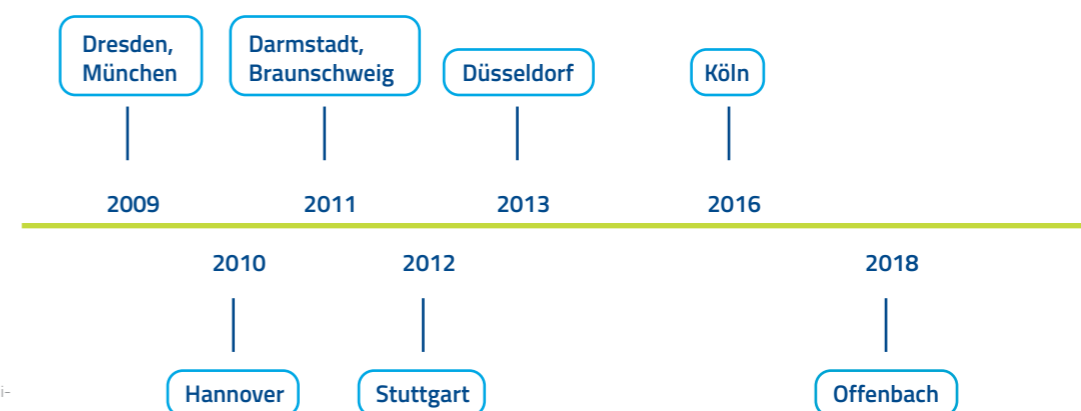 Dresden,
München
Darmstadt,
Braunschweig
Düsseldorf
Köln
2009
2011
2013
2016
2010
2012
2018
Hannover
Stuttgart
Offenbach
i-